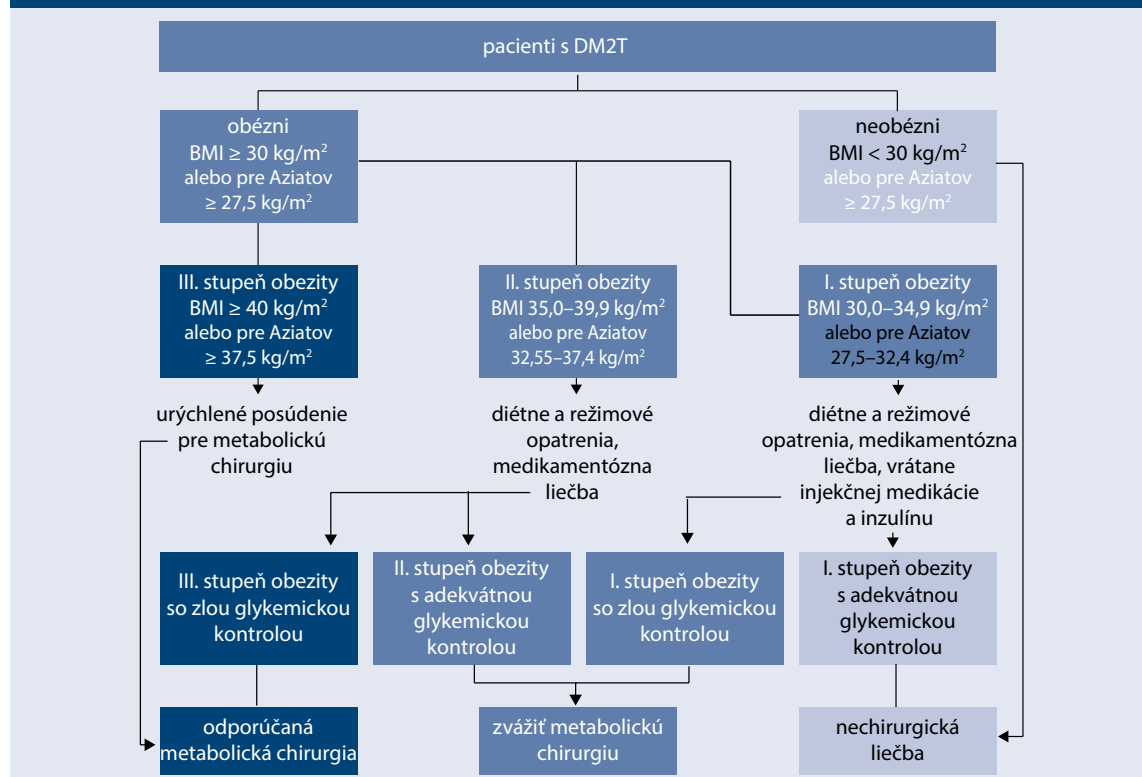 pacienti s DM2T
obézni
BMI ≥ 30 kg/m²
alebo pre Aziatov
≥ 27,5 kg/m²
neobézni
BMI < 30 kg/m²
alebo pre Aziatov
≥ 27,5 kg/m²
III. stupeň obezity
BMI ≥ 40 kg/m²
alebo pre Aziatov
≥ 37,5 kg/m²
II. stupeň obezity
BMI 35,0–39,9 kg/m²
alebo pre Aziatov
32,55–37,4 kg/m²
I. stupeň obezity
BMI 30,0–34,9 kg/m²
alebo pre Aziatov
27,5–32,4 kg/m²
urýchlené posúdenie
pre metabolickú
chirurgiu
diétne a režimové
opatrenia,
medikamentózna
liečba
diétne a režimové
opatrenia, medikamentózna
liečba, vrátane
injekčnej medikácie
a inzulínu
III. stupeň obezity
so zlou glykemickou
kontrolou
II. stupeň obezity
s adekvátnou
glykemickou
kontrolou
I. stupeň obezity
so zlou glykemickou
kontrolou
I. stupeň obezity
s adekvátnou
glykemickou
kontrolou
odporúčaná
metabolická chirurgia
zvážiť metabolickú
chirurgiu
nechirurgická
liečba